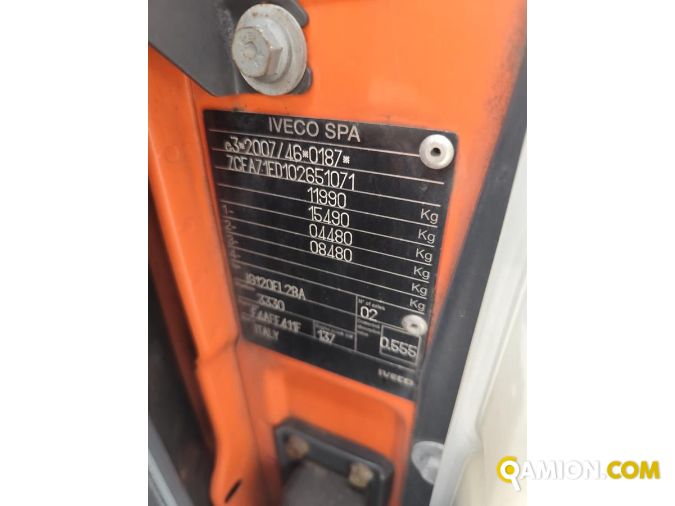 IVECO SPA
e3*2007/46*0187*
ZCFA71ED102651071
11990 Kg
1- 15490 Kg
2- 04480 Kg
08480 Kg
Kg
Kg
N° of axles
02
3330
F4AFE411F
137
0.555
ITALY
IVECO
QAMION.COM